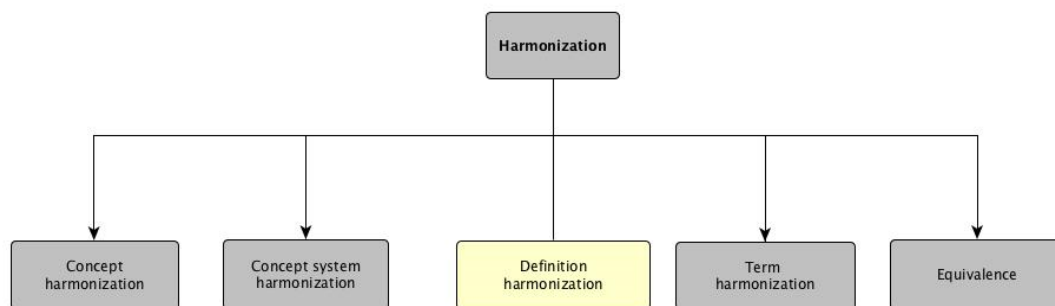 Harmonization
Concept
harmonization
Concept system
harmonization
Definition
harmonization
Term
harmonization
Equivalence